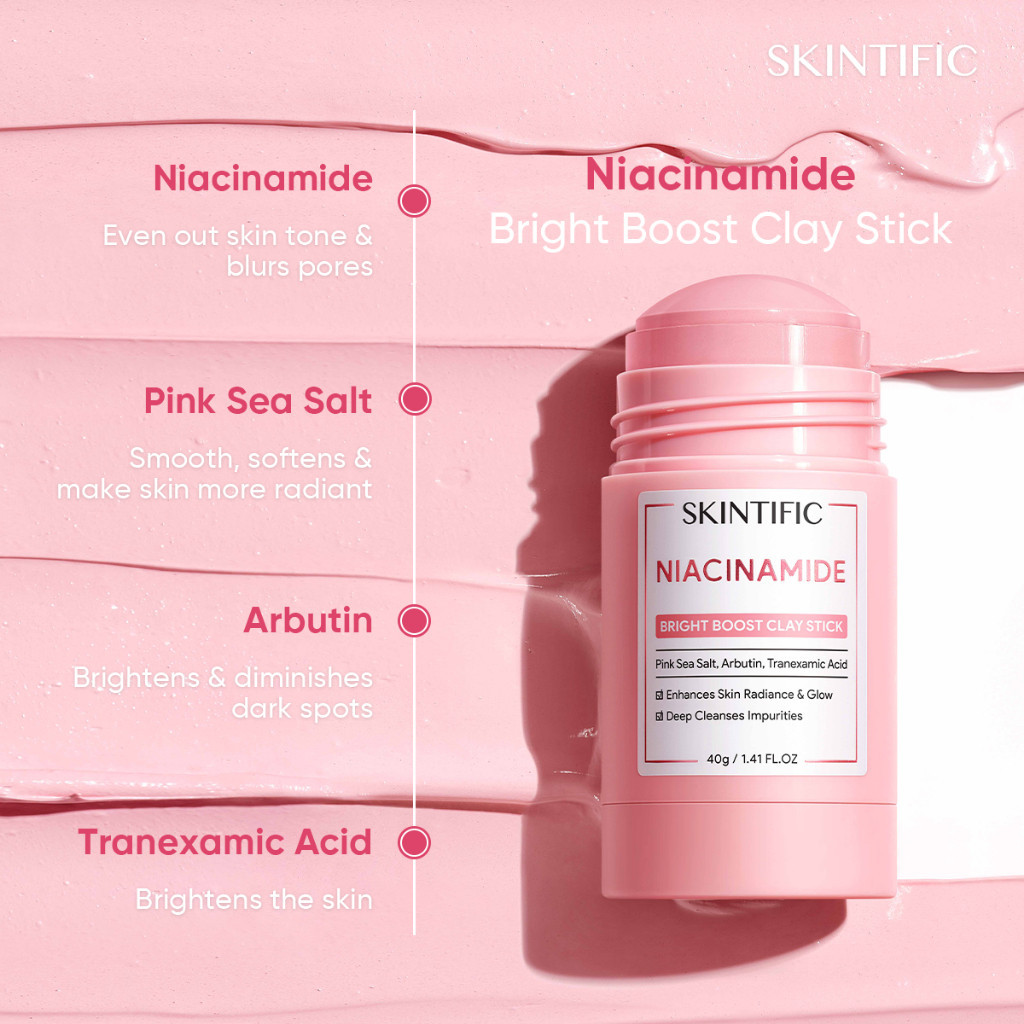 SKINTIFIC
Niacinamide
Bright Boost Clay Stick
Niacinamide
Even out skin tone &
blurs pores
Pink Sea Salt
Smooth, softens &
make skin more radiant
Arbutin
Brightens & diminishes
dark spots
Tranexamic Acid
Brightens the skin
SKINTIFIC
NIACINAMIDE
BRIGHT BOOST CLAY STICK
Pink Sea Salt, Arbutin, Tranexamic Acid
Enhances Skin Radiance & Glow
Deep Cleanses Impurities
40g / 1.41 FL.OZ